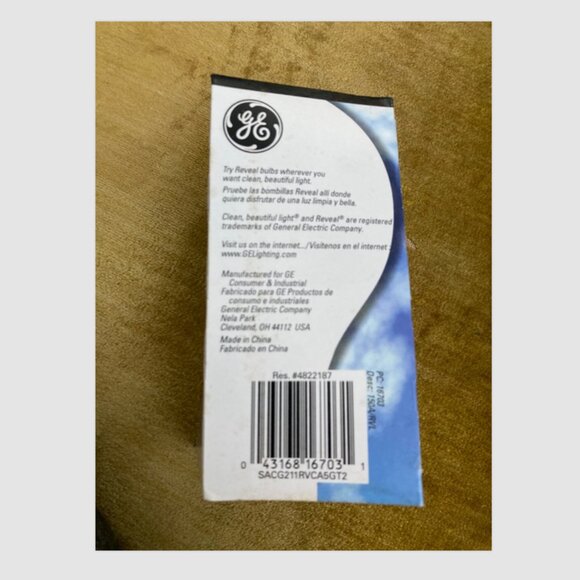 GE
Try Reveal bulbs wherever you
want clean, beautiful light.
Pruebe las bombillas Reveal allí donde
quiera disfrutar de una luz limpia y bella.
Clean, beautiful light® and Reveal® are registered
trademarks of General Electric Company.
Visit us on the internet.../Visítenos en el internet :
www.GELighting.com
Manufactured for GE
Consumer & Industrial
Fabricado para GE Productos de
consumo e industriales
General Electric Company
Nela Park
Cleveland, OH 44112 USA
Made in China
Fabricado en China
Res. #4822187
PC: 16703
Desc: 150A/RVL
0 43168 16703 1
SACG211RVCA5GT2